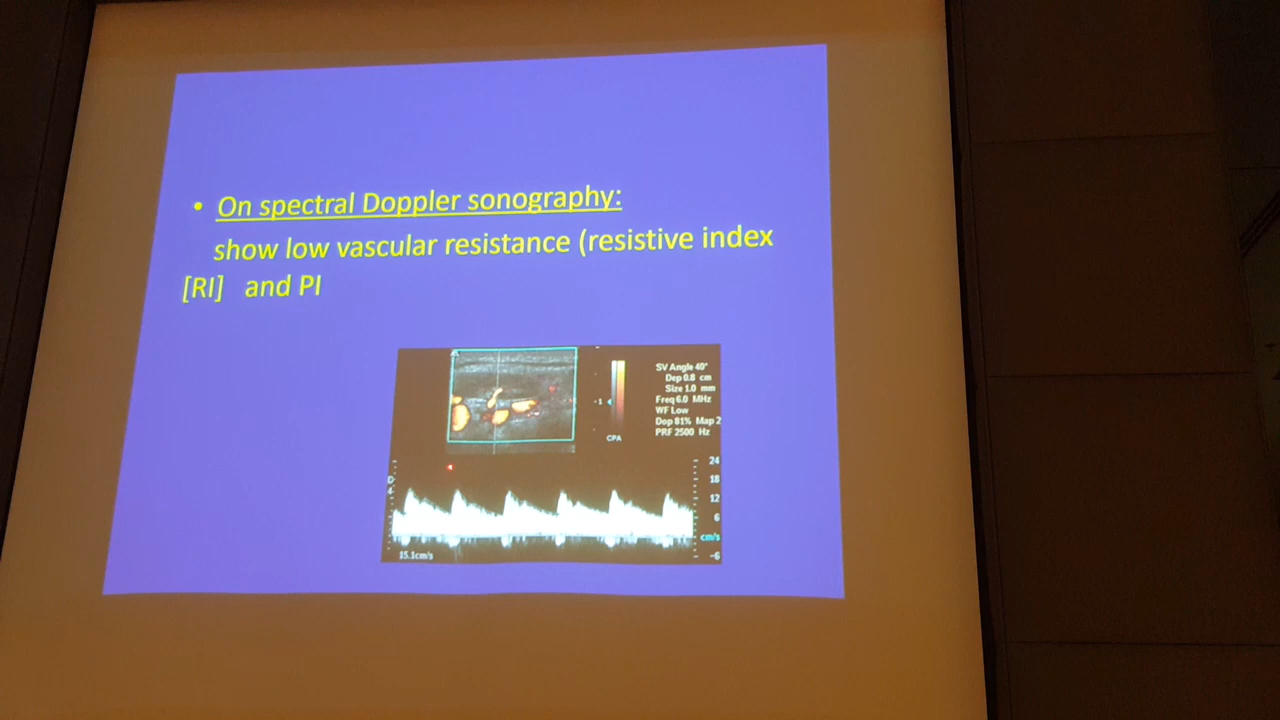 • On spectral Doppler sonography:
show low vascular resistance (resistive index
[RI] and PI
SV Angle 40°
Dep 0.8 cm
Size 1.0 mm
Freq 6.0 MHz
WF Low
Dop 81% Map 2
PRF 2500 Hz
-1
CPA
24
18
12
6
cm/s
-6
15.1cm/s